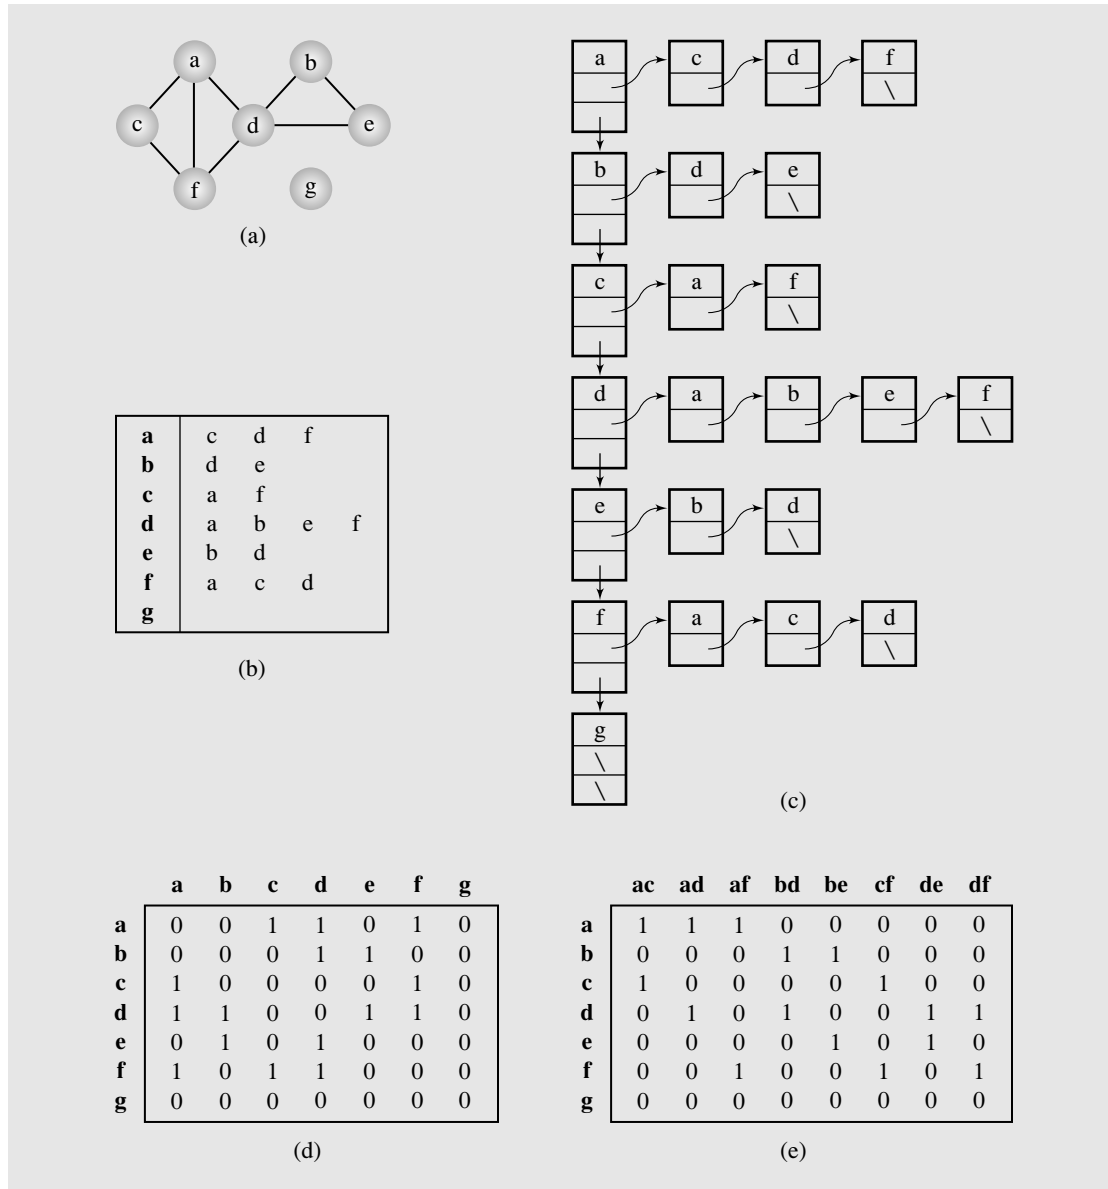 a
b
c
d
e
f
g
(a)
a c d f
b d e
c a f
d a b e f
e b d
f a c d
g
(b)
a c d f
\
b d e
\
c a f
\
d a b e f
\
e b d
\
f a c d
\
g
\
\
(c)
a b c d e f g
a 0 0 1 1 0 1 0
b 0 0 0 1 1 0 0
c 1 0 0 0 0 1 0
d 1 1 0 0 1 1 0
e 0 1 0 1 0 0 0
f 1 0 1 1 0 0 0
g 0 0 0 0 0 0 0
(d)
ac ad af bd be cf de df
a 1 1 1 0 0 0 0 0
b 0 0 0 1 1 0 0 0
c 1 0 0 0 0 1 0 0
d 0 1 0 1 0 0 1 1
e 0 0 0 0 1 0 1 0
f 0 0 1 0 0 1 0 1
g 0 0 0 0 0 0 0 0
(e)